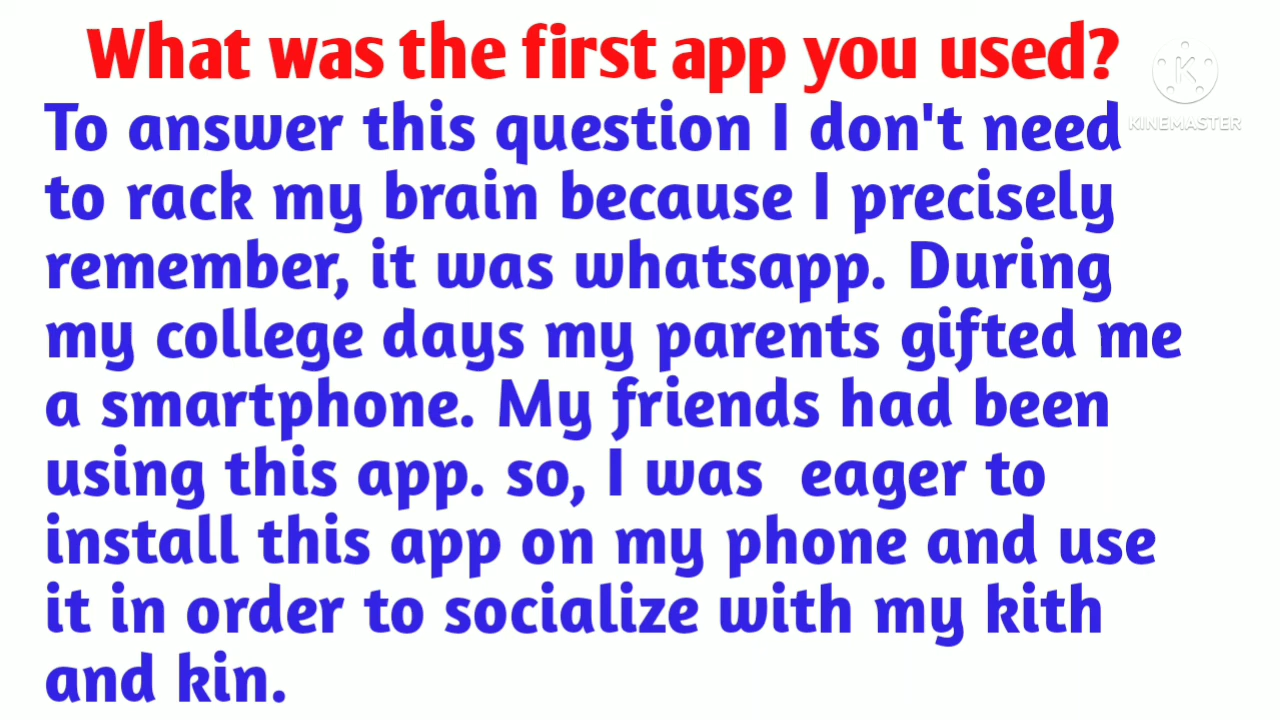 What was the first app you used?
KINEMASTER
To answer this question I don't need
to rack my brain because I precisely
remember, it was whatsapp. During
my college days my parents gifted me
a smartphone. My friends had been
using this app. so, I was  eager to
install this app on my phone and use
it in order to socialize with my kith
and kin.